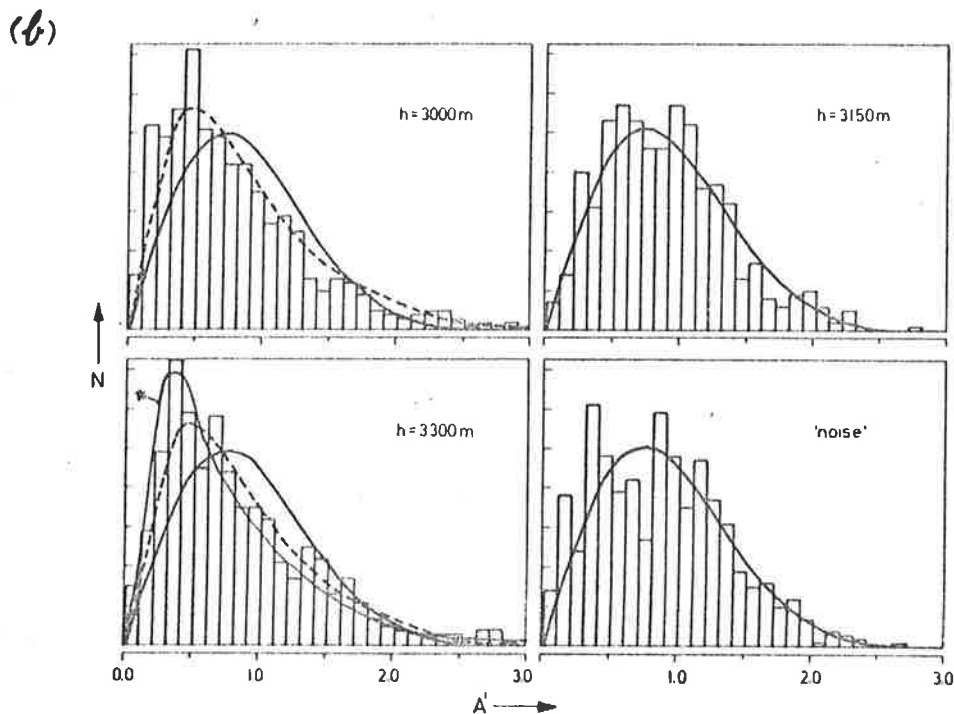 (b)
h = 3000m
h = 3150m
N
h = 3300m
'noise'
0.0 1.0 2.0 3.0 1.0 2.0 3.0
A'